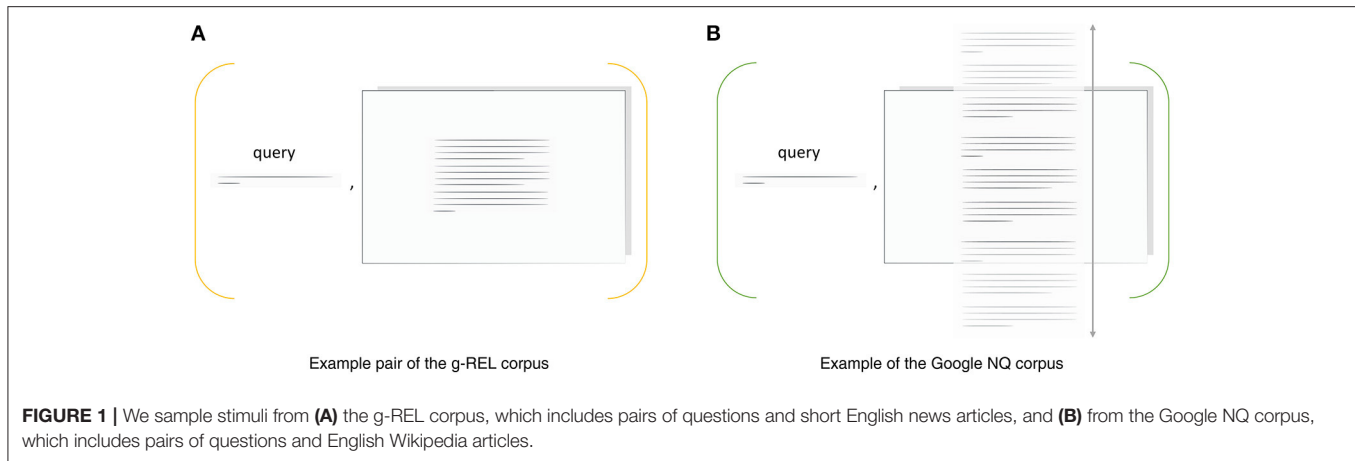 A
B
query
,
query
,
Example pair of the g-REL corpus
Example of the Google NQ corpus
FIGURE 1 | We sample stimuli from (A) the g-REL corpus, which includes pairs of questions and short English news articles, and (B) from the Google NQ corpus,
which includes pairs of questions and English Wikipedia articles.